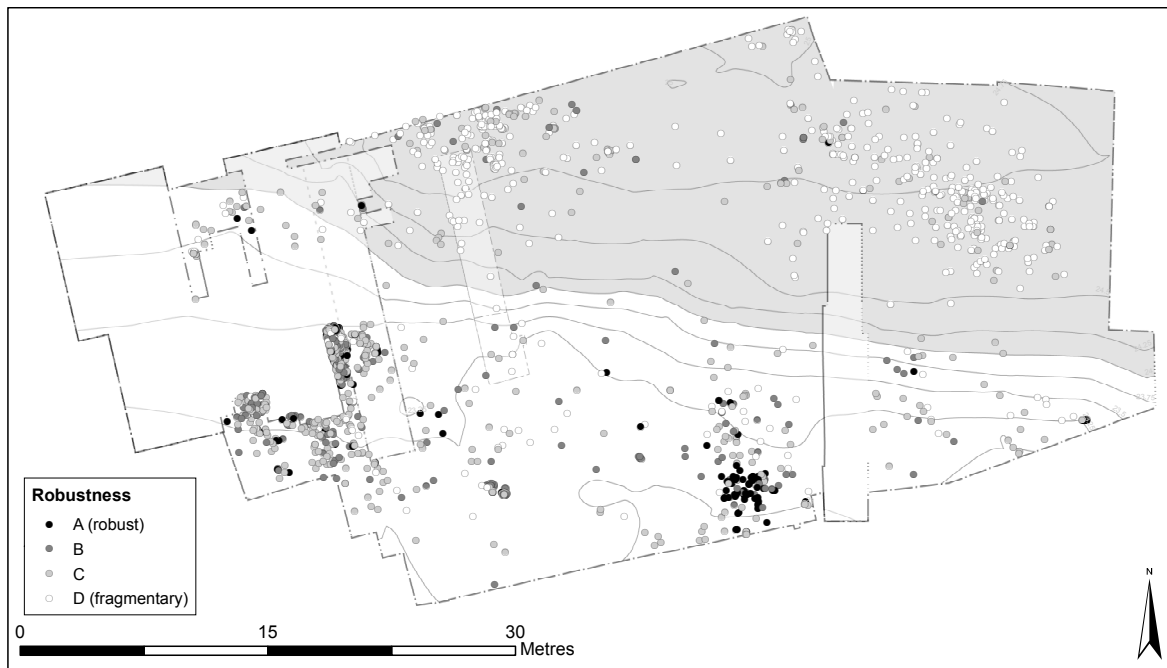 N
Robustness
A (robust)
B
C
D (fragmentary)
0 15 30 Metres